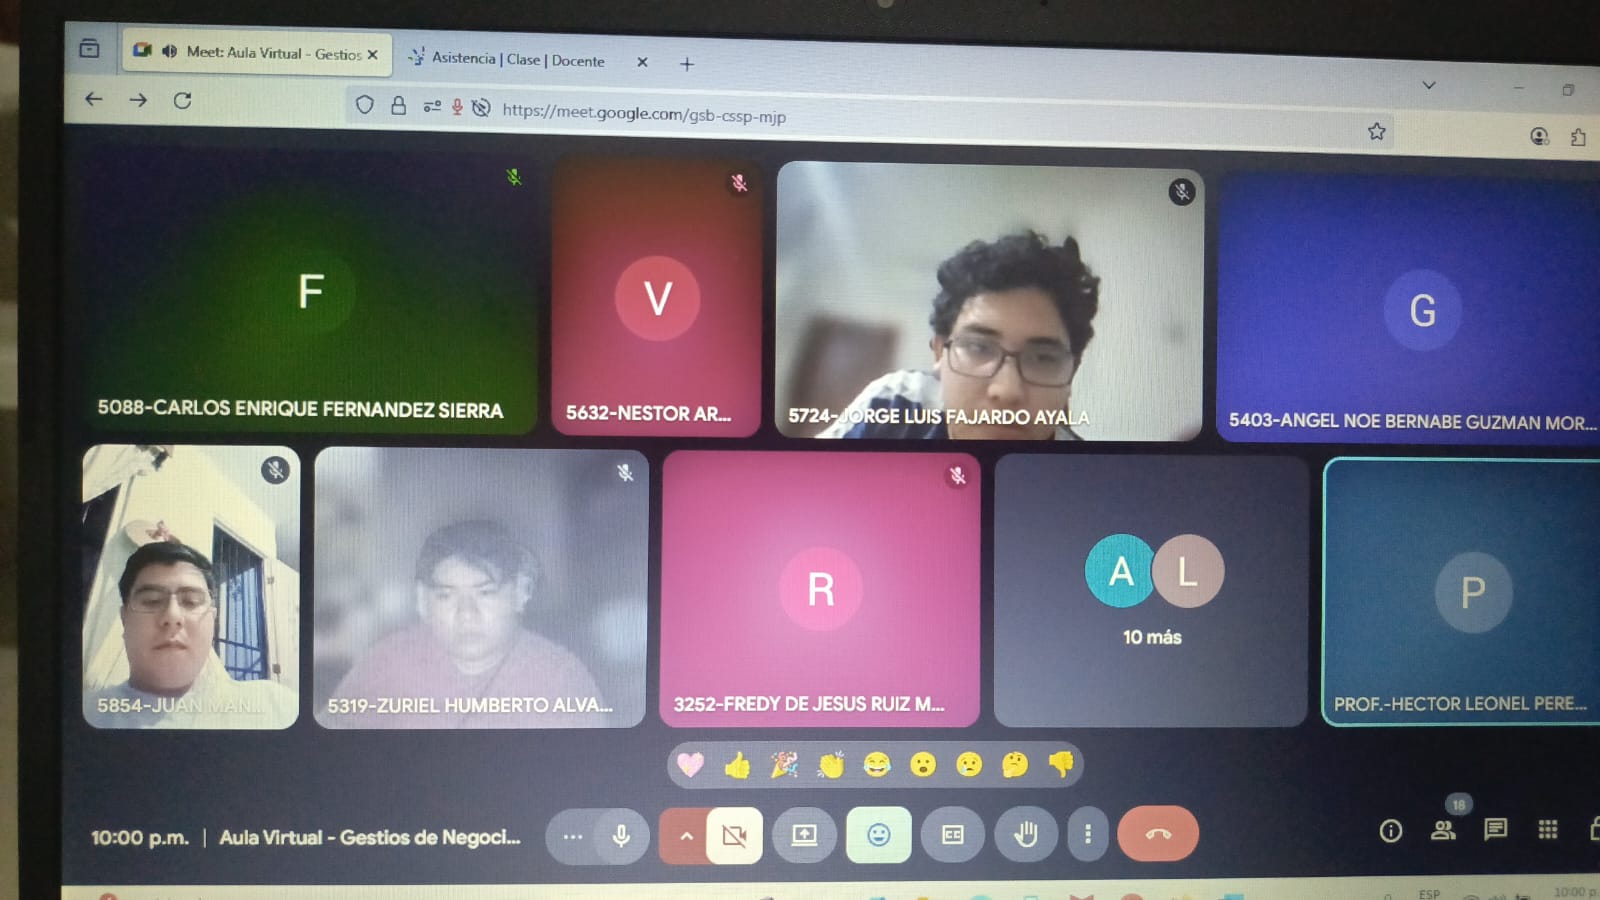 Meet: Aula Virtual - Gestios
Asistencia | Clase | Docente
https://meet.google.com/gsb-cssp-mjp
F
5088-CARLOS ENRIQUE FERNANDEZ SIERRA
V
5632-NESTOR AR...
5724-JORGE LUIS FAJARDO AYALA
G
5403-ANGEL NOE BERNABE GUZMAN MOR...
5854-JUAN MAN...
5319-ZURIEL HUMBERTO ALVA...
R
3252-FREDY DE JESUS RUIZ M...
A L
10 más
P
PROF.-HECTOR LEONEL PERE...
10:00 p.m. | Aula Virtual - Gestios de Negoci...
CC
18
ESP
10:00 p.